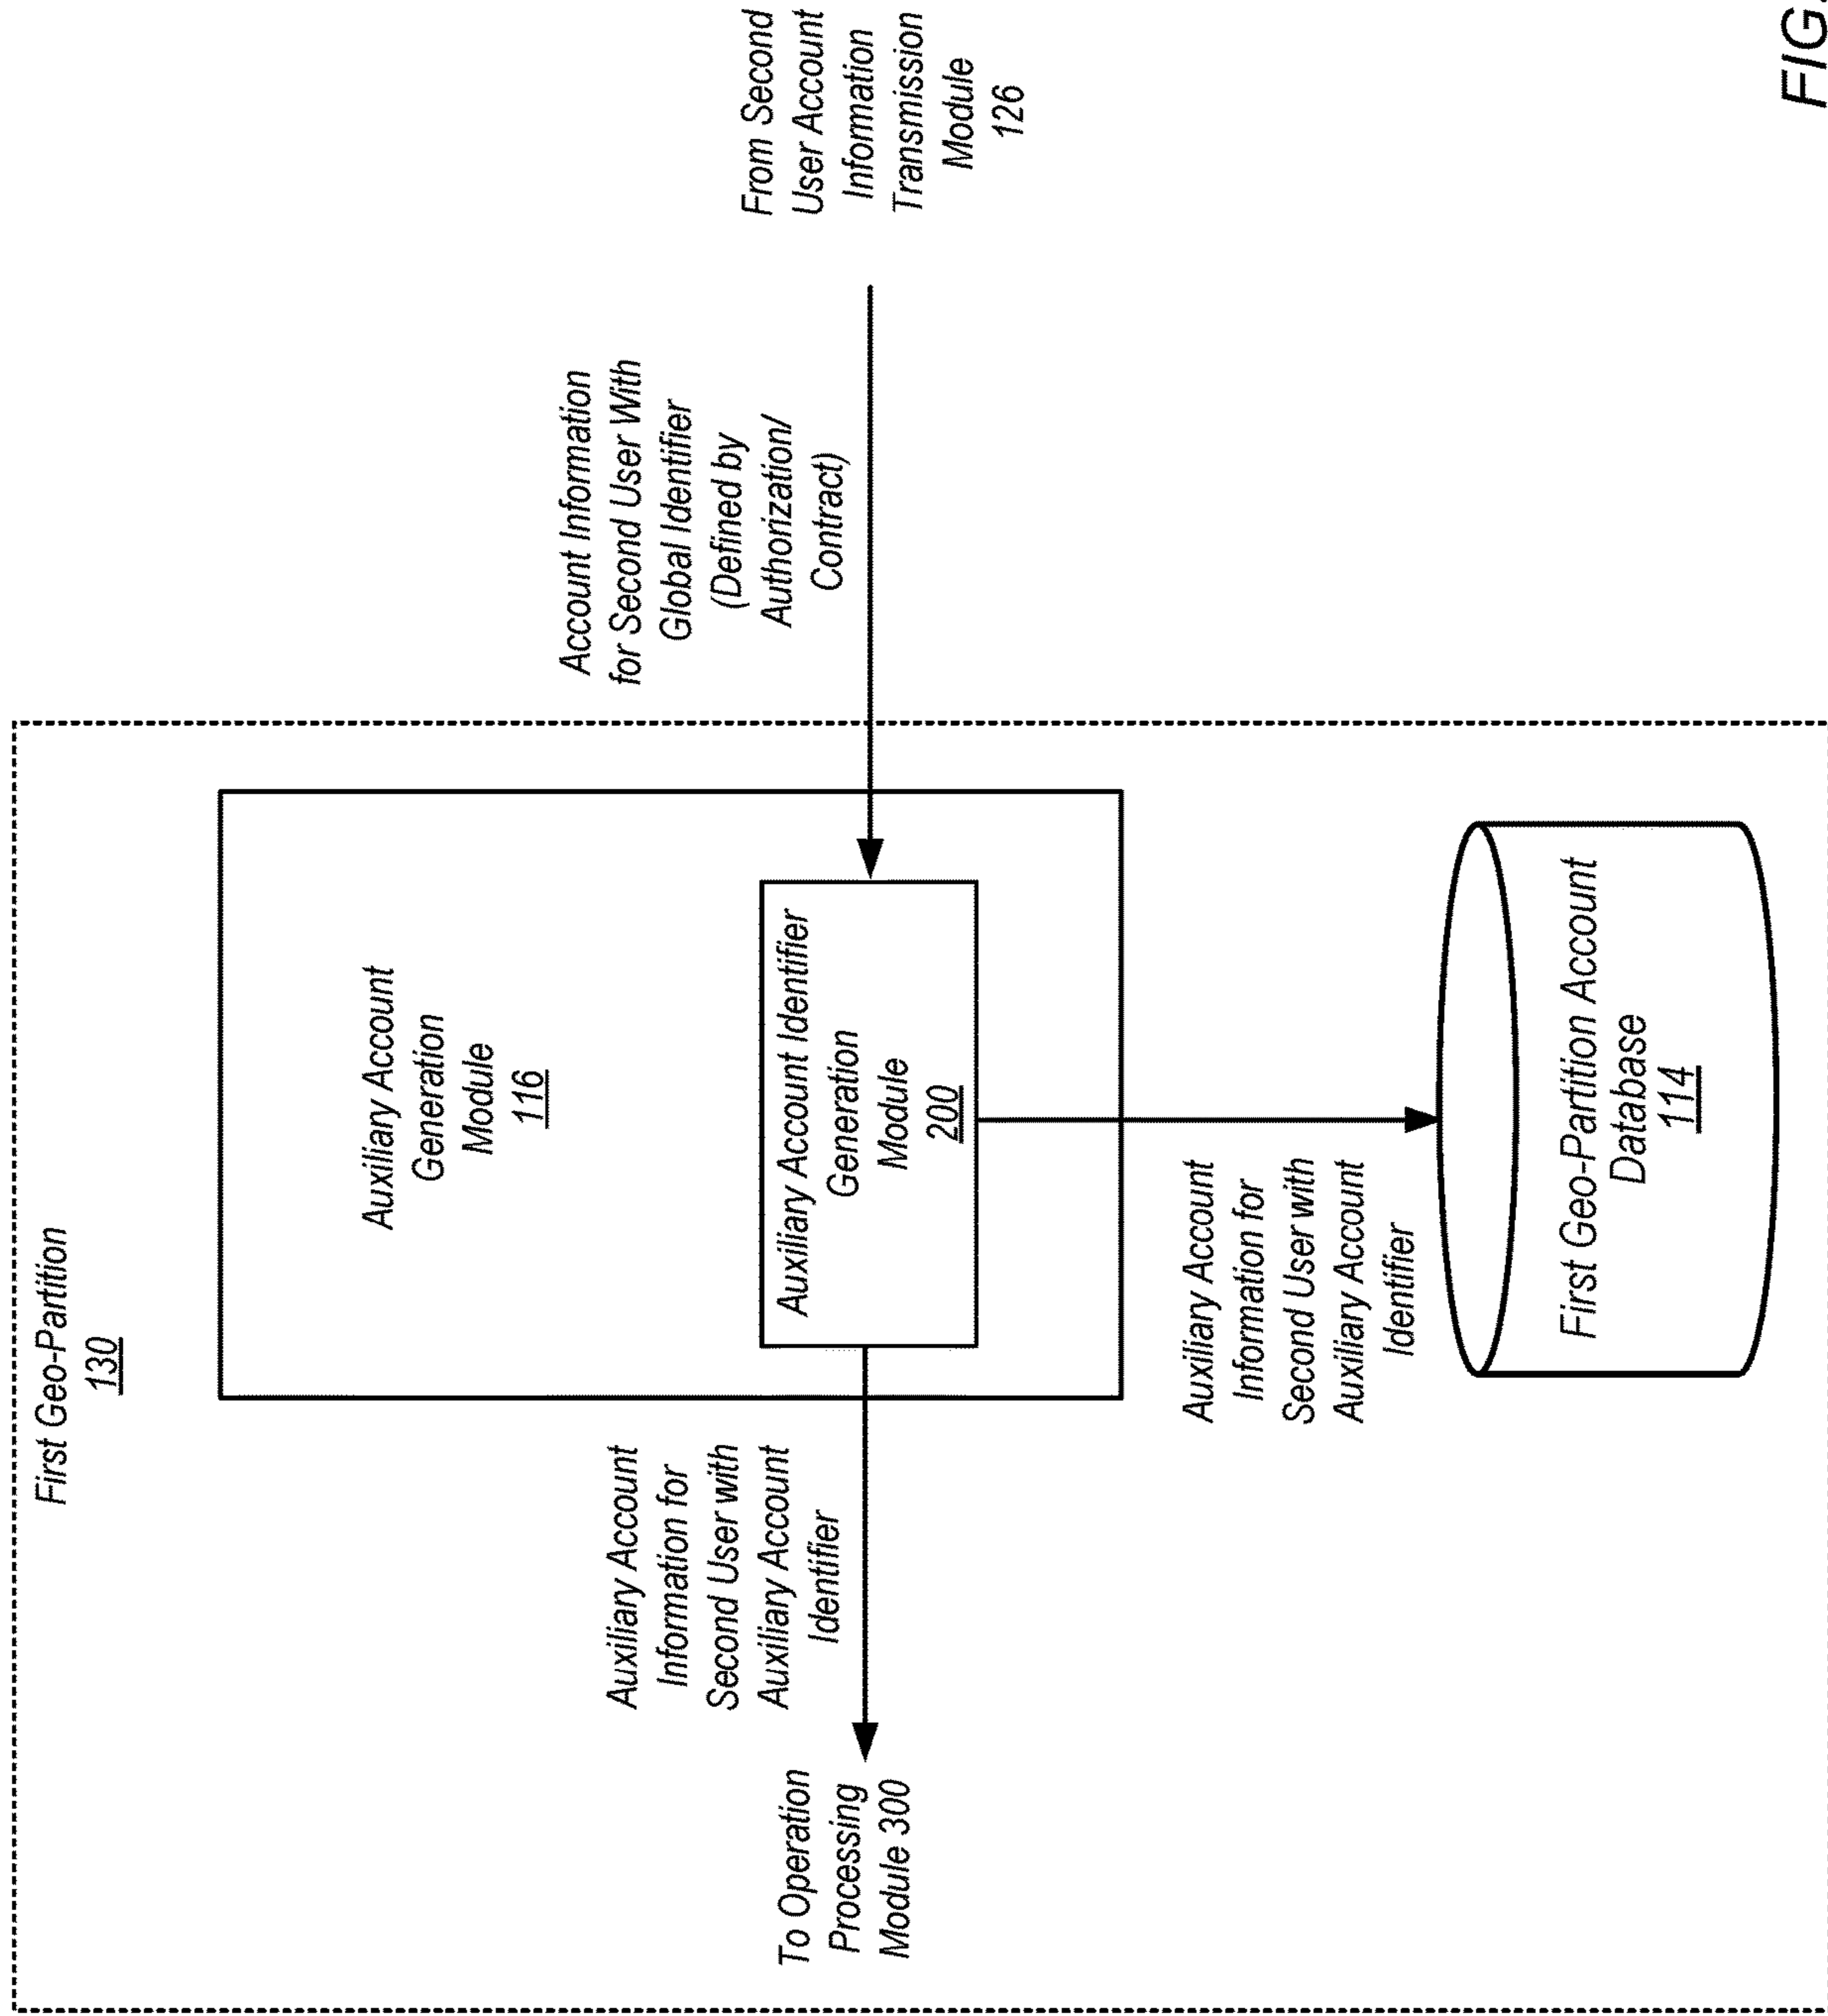 First Geo-Partition
130
Auxiliary Account
Generation
Module
116
Auxiliary Account Identifier
Generation
Module
200
Account Information
for Second User With
Global Identifier
(Defined by
Authorization/
Contract)
From Second
User Account
Information
Transmission
Module
126
Auxiliary Account
Information for
Second User with
Auxiliary Account
Identifier
To Operation
Processing
Module 300
Auxiliary Account
Information for
Second User with
Auxiliary Account
Identifier
First Geo-Partition Account
Database
114
FIG.